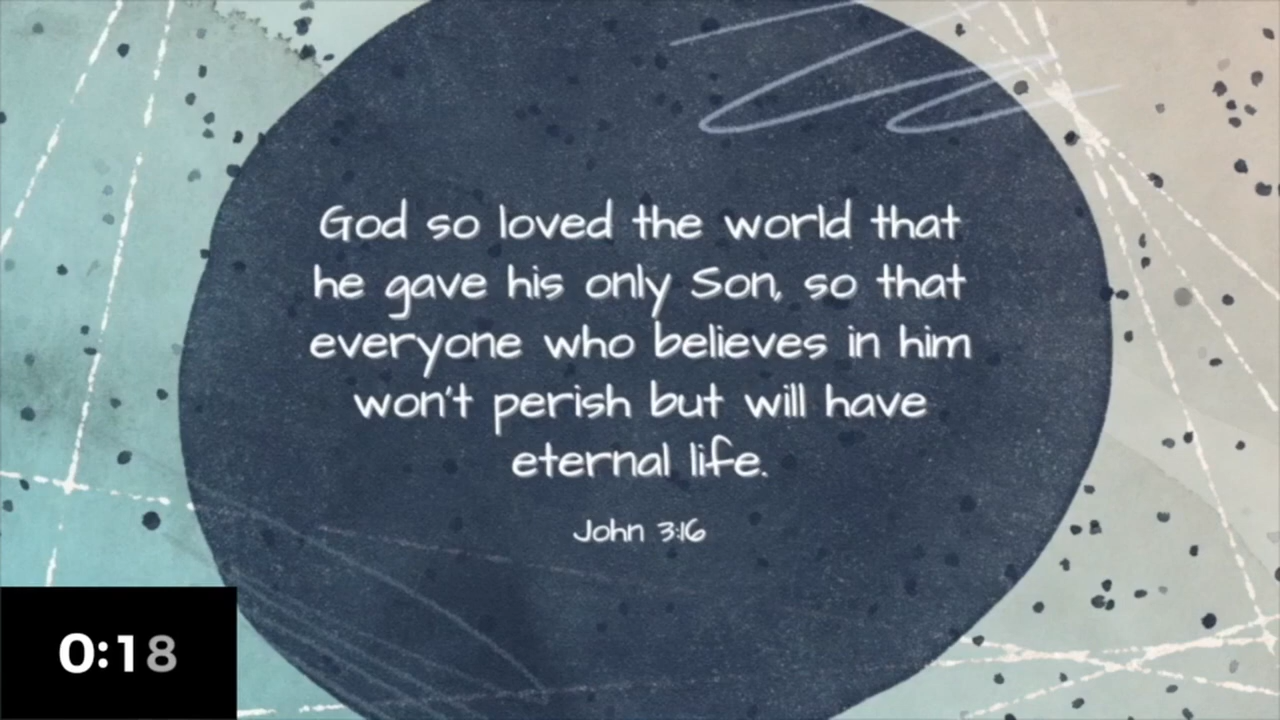 God so loved the world that
he gave his only Son, so that
everyone who believes in him
won't perish but will have
eternal life.
John 3:16
0:18